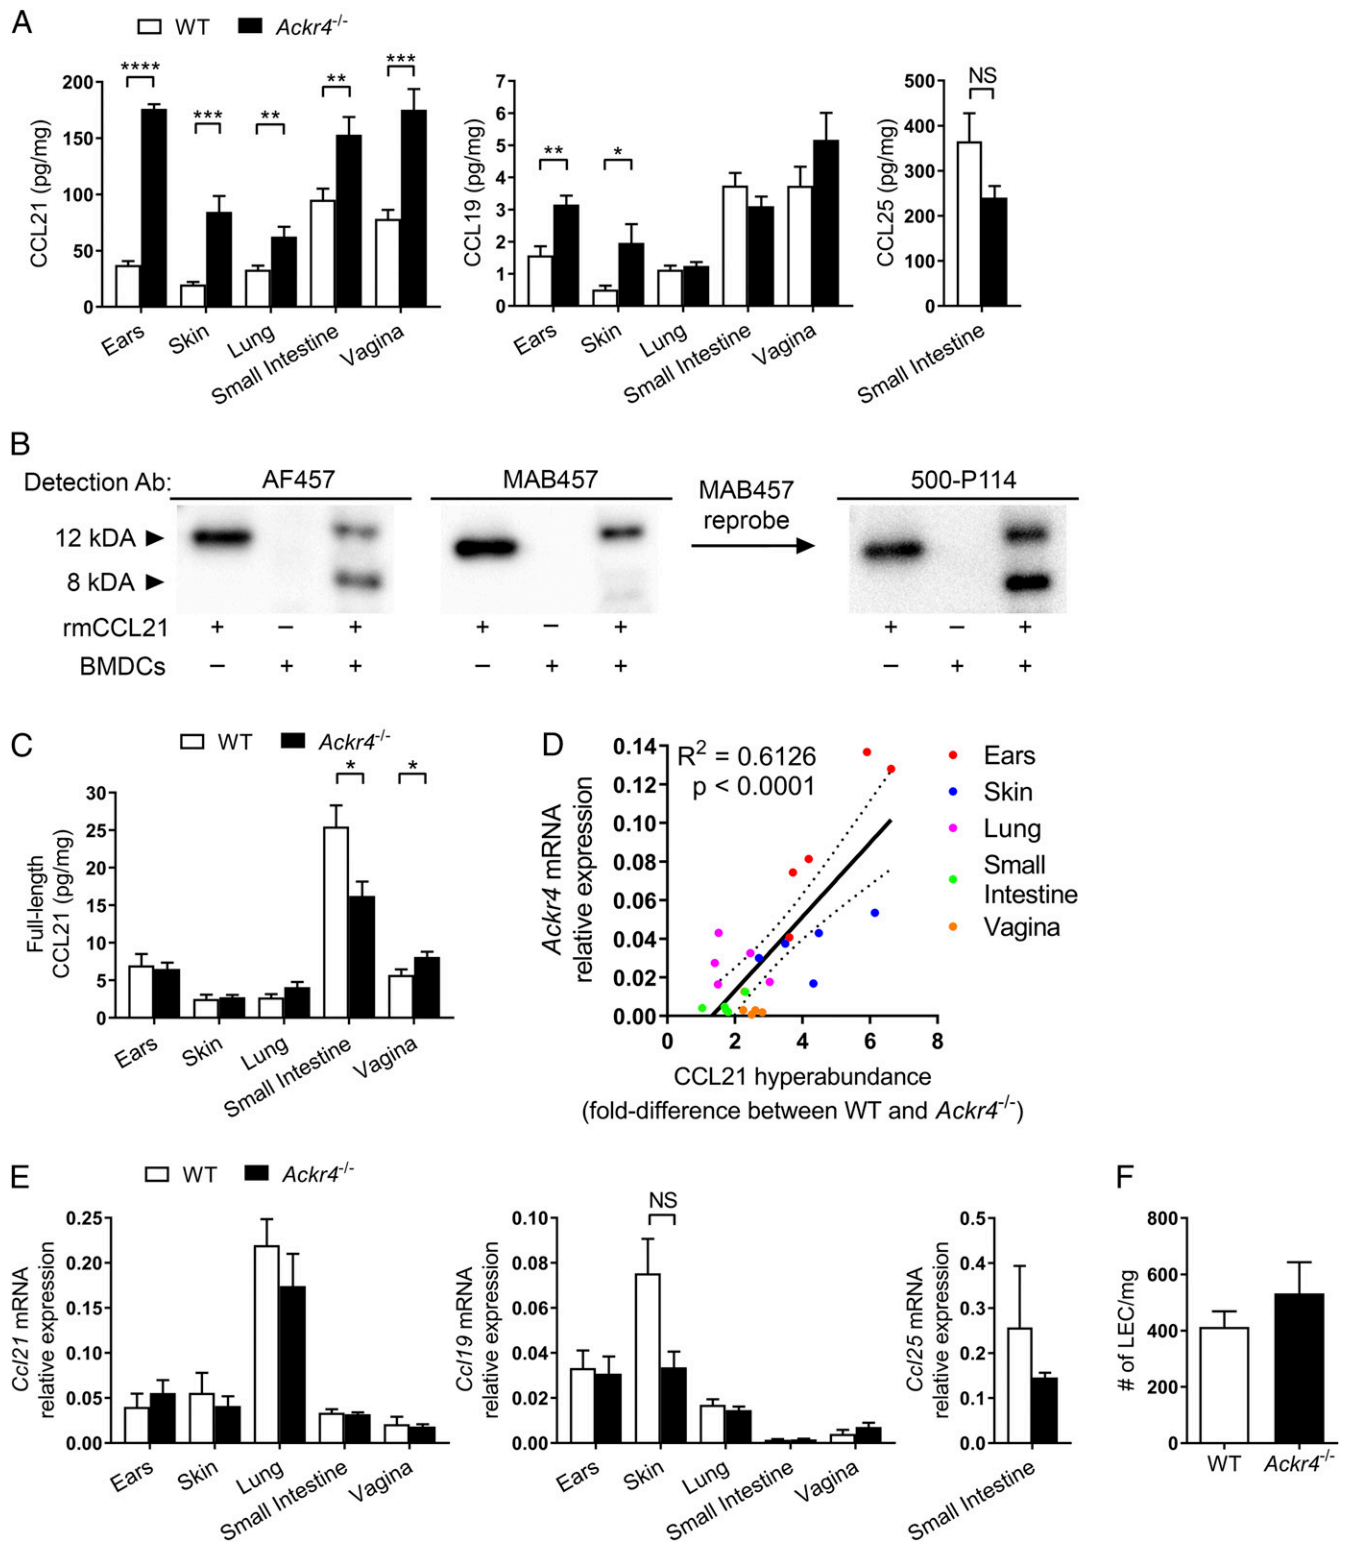 A
WT Ackr4-/-
CCL21 (pg/mg)
200
150
100
50
0
**** *** ** ** ***
Ears Skin Lung Small Intestine Vagina
CCL19 (pg/mg)
7
6
5
4
3
2
1
0
** *
Ears Skin Lung Small Intestine Vagina
CCL25 (pg/mg)
500
400
300
200
100
0
NS
Small Intestine
B
Detection Ab: AF457 MAB457 MAB457 500-P114
reprobe
12 kDA
8 kDA
rmCCL21 + – + + – + + – +
BMDCs – + + – + + – + +
C
WT Ackr4-/-
Full-length
CCL21 (pg/mg)
30
25
20
15
10
5
0
* *
Ears Skin Lung Small Intestine Vagina
D
Ackr4 mRNA
relative expression
0.14
0.12
0.10
0.08
0.06
0.04
0.02
0.00
R2 = 0.6126
p < 0.0001
0 2 4 6 8
CCL21 hyperabundance
(fold-difference between WT and Ackr4-/-)
Ears
Skin
Lung
Small
Intestine
Vagina
E
WT Ackr4-/-
Ccl21 mRNA
relative expression
0.25
0.20
0.15
0.10
0.05
0.00
Ears Skin Lung Small Intestine Vagina
Ccl19 mRNA
relative expression
0.10
0.08
0.06
0.04
0.02
0.00
NS
Ears Skin Lung Small Intestine Vagina
Ccl25 mRNA
relative expression
0.5
0.4
0.3
0.2
0.1
0.0
Small Intestine
F
# of LEC/mg
800
600
400
200
0
WT Ackr4-/-